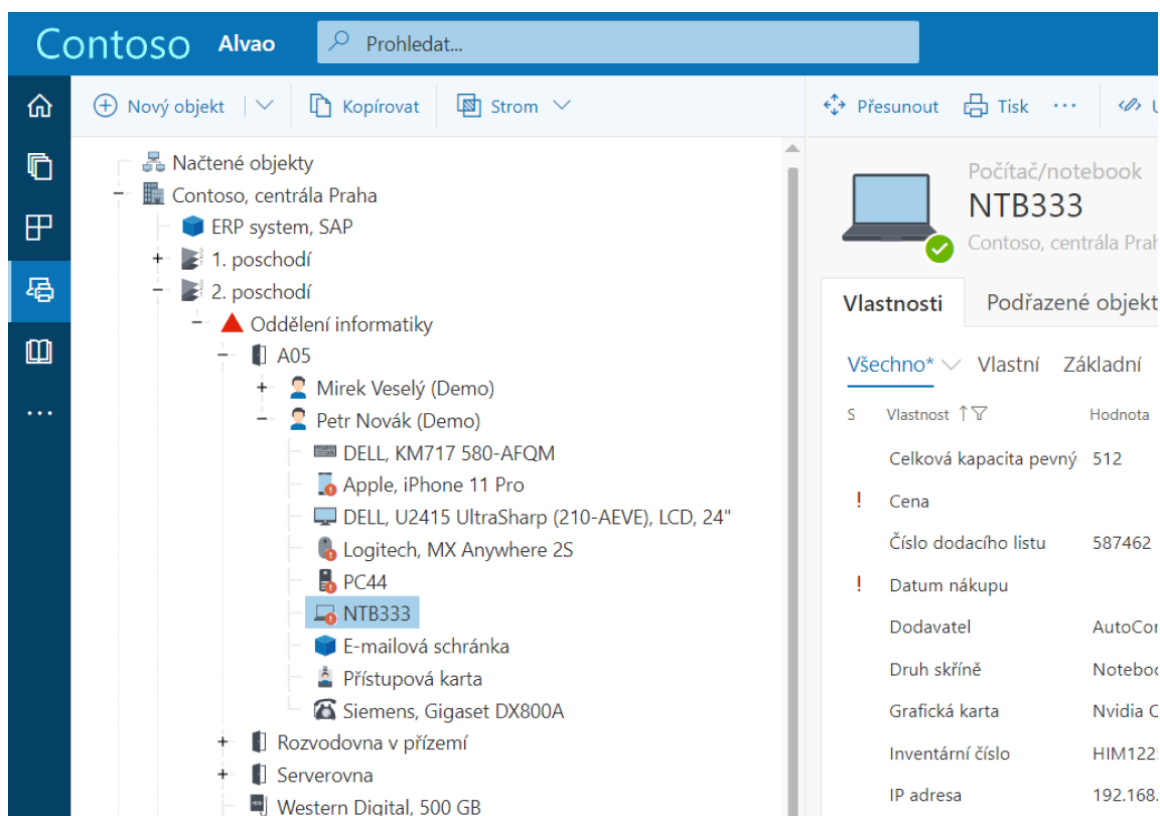 Contoso Alvao Prohledat...
Nový objekt Kopírovat Strom
Přesunout Tisk ...
Načtené objekty
Contoso, centrála Praha
ERP system, SAP
1. poschodí
2. poschodí
Oddělení informatiky
A05
Mirek Veselý (Demo)
Petr Novák (Demo)
DELL, KM717 580-AFQM
Apple, iPhone 11 Pro
DELL, U2415 UltraSharp (210-AEVE), LCD, 24"
Logitech, MX Anywhere 2S
PC44
NTB333
E-mailová schránka
Přístupová karta
Siemens, Gigaset DX800A
Rozvodovna v přízemí
Serverovna
Western Digital, 500 GB
Počítač/notebook
NTB333
Contoso, centrála Prah
Vlastnosti Podřazené objekt
Všechno* Vlastní Základní
S Vlastnost Hodnota
Celková kapacita pevný 512
! Cena
Číslo dodacího listu 587462
! Datum nákupu
Dodavatel AutoCon
Druh skříně Noteboo
Grafická karta Nvidia
Inventární číslo HIM122
IP adresa 192.168.